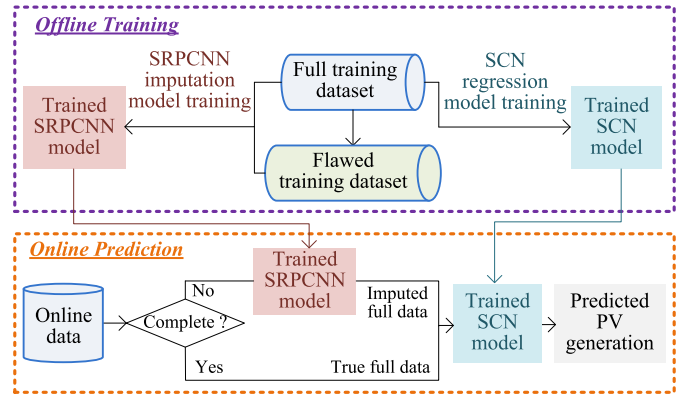 Offline Training
SRPCNN
imputation
model training
Full training
dataset
SCN
regression
model training
Trained
SRPCNN
model
Trained
SCN
model
Flawed
training dataset
Online Prediction
Trained
SRPCNN
model
No
Imputed
full data
Online
data
Complete ?
Trained
SCN
model
Predicted
PV
generation
Yes
True full data